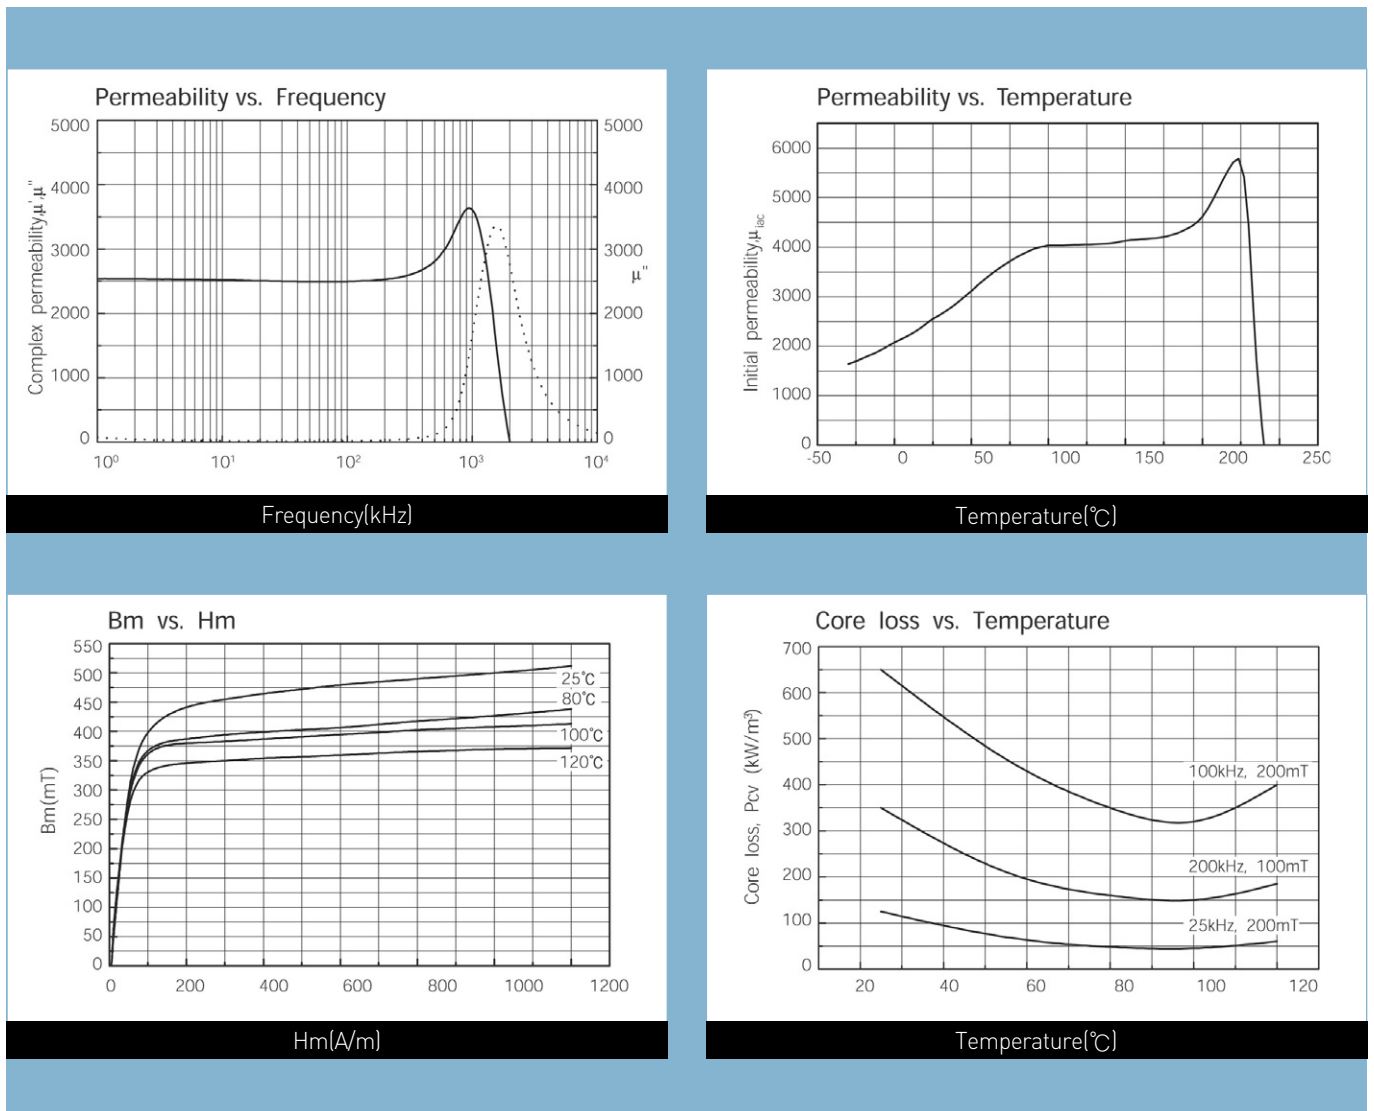 Permeability vs. Frequency
5000
4000
3000
2000
1000
0
Complex permeability,μ',μ"
5000
4000
3000
μ"
2000
1000
0
10⁰ 10¹ 10² 10³ 10⁴
Frequency(kHz)
Permeability vs. Temperature
6000
5000
4000
3000
2000
1000
0
Initial permeability,μiac
-50 0 50 100 150 200 250
Temperature(℃)
Bm vs. Hm
550
500
450
400
350
300
250
200
150
100
50
0
Bm(mT)
25℃
80℃
100℃
120℃
0 200 400 600 800 1000 1200
Hm(A/m)
Core loss vs. Temperature
700
600
500
400
300
200
100
0
Core loss, Pcv (kW/m³)
100kHz, 200mT
200kHz, 100mT
25kHz, 200mT
20 40 60 80 100 120
Temperature(℃)